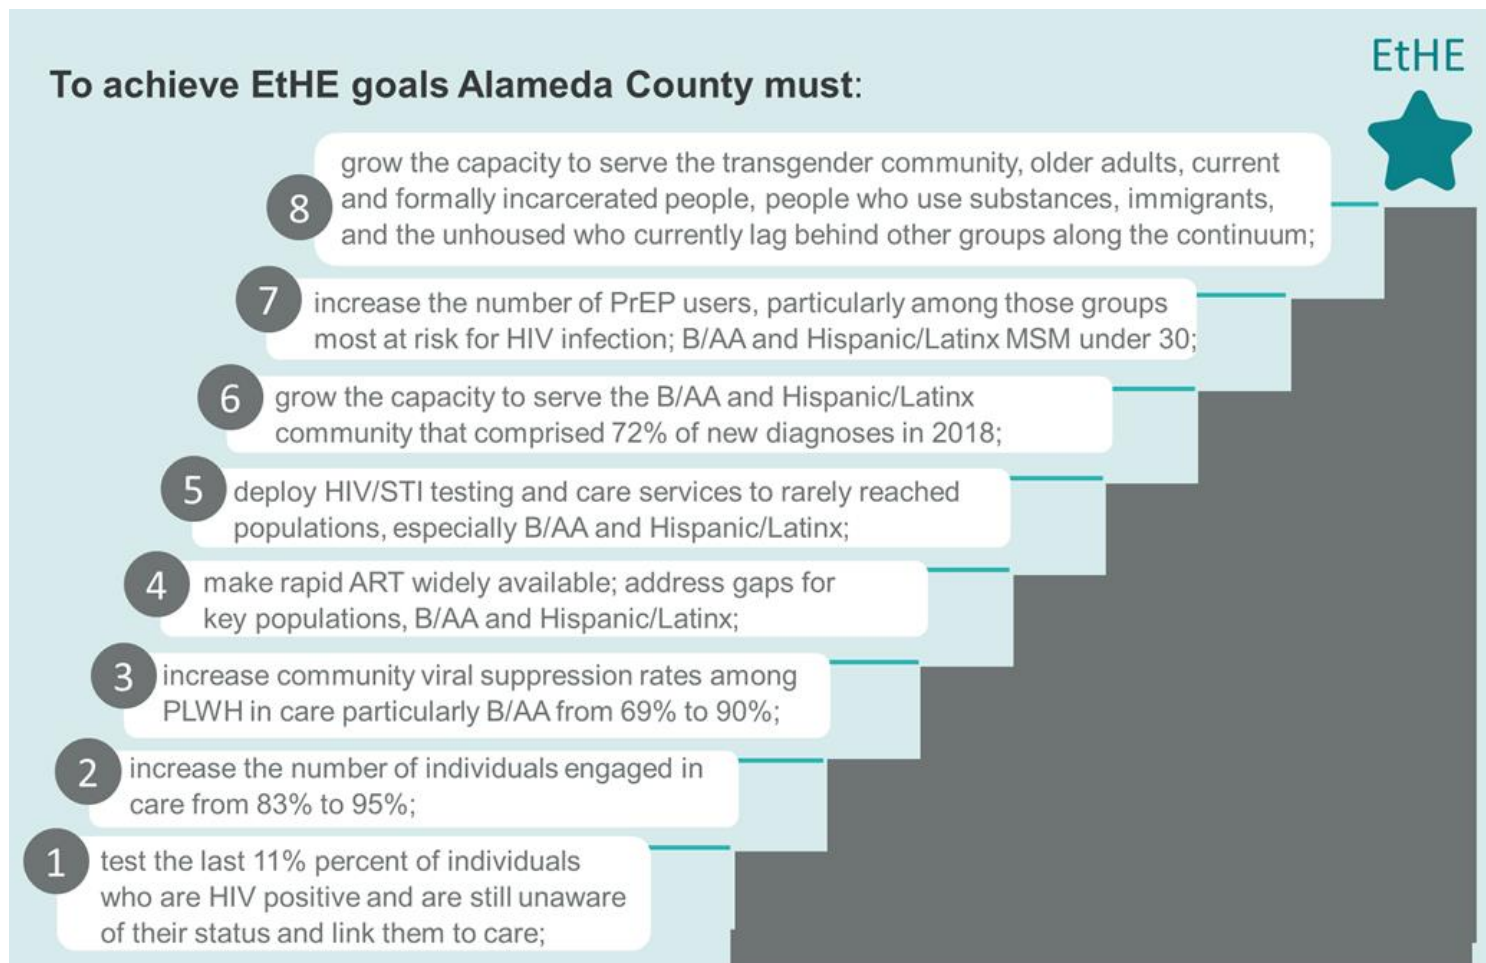 EtHE
To achieve EtHE goals Alameda County must:
8
grow the capacity to serve the transgender community, older adults, current
and formally incarcerated people, people who use substances, immigrants,
and the unhoused who currently lag behind other groups along the continuum;
7
increase the number of PrEP users, particularly among those groups
most at risk for HIV infection; B/AA and Hispanic/Latinx MSM under 30;
6
grow the capacity to serve the B/AA and Hispanic/Latinx
community that comprised 72% of new diagnoses in 2018;
5
deploy HIV/STI testing and care services to rarely reached
populations, especially B/AA and Hispanic/Latinx;
4
make rapid ART widely available; address gaps for
key populations, B/AA and Hispanic/Latinx;
3
increase community viral suppression rates among
PLWH in care particularly B/AA from 69% to 90%;
2
increase the number of individuals engaged in
care from 83% to 95%;
1
test the last 11% percent of individuals
who are HIV positive and are still unaware
of their status and link them to care;